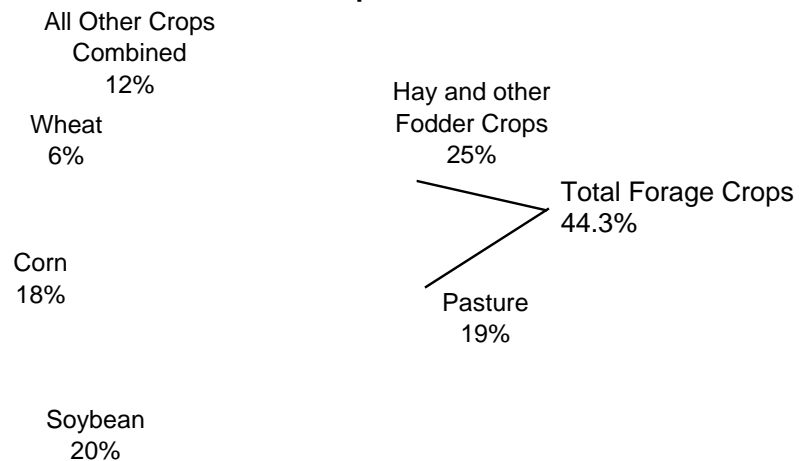 All Other Crops
Combined
12%
Hay and other
Fodder Crops
25%
Wheat
6%
Total Forage Crops
44.3%
Corn
18%
Pasture
19%
Soybean
20%